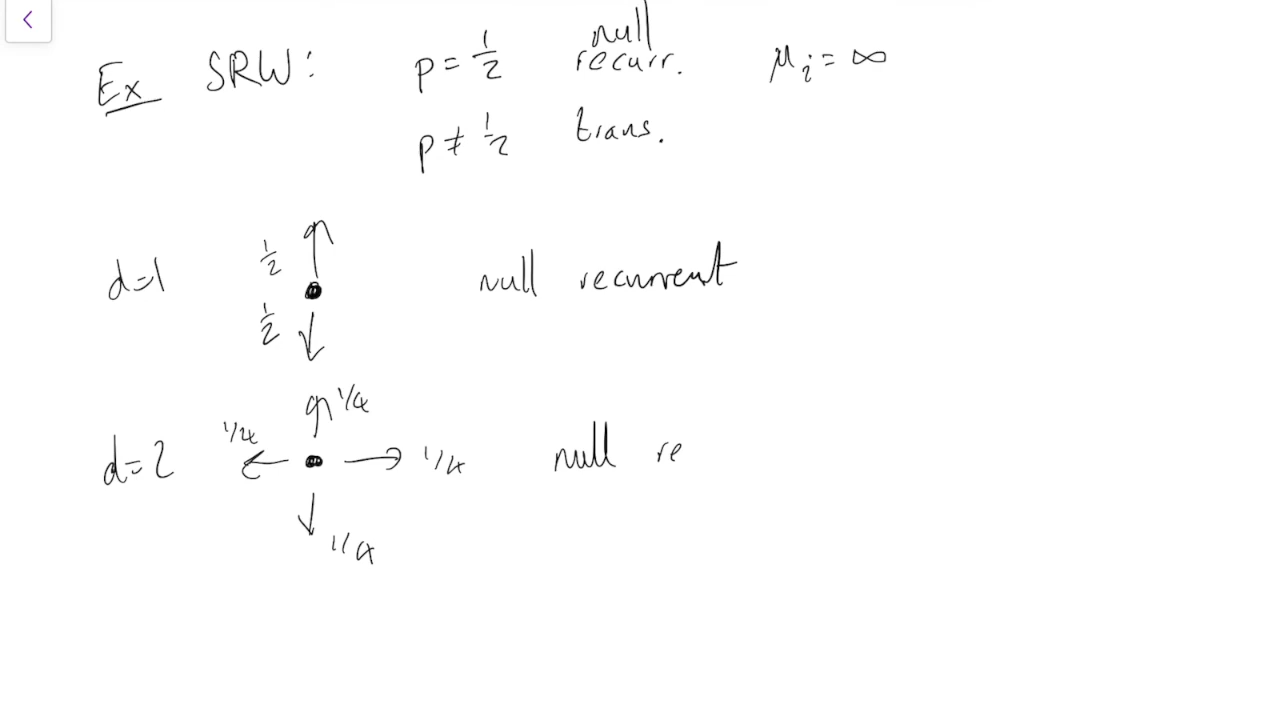 Ex SRW: p = 1/2 null recurr. μi = ∞
p ≠ 1/2 trans.
d=1 1/2 1/2 null recurrent
d=2 1/4 1/4 1/4 1/4 null re